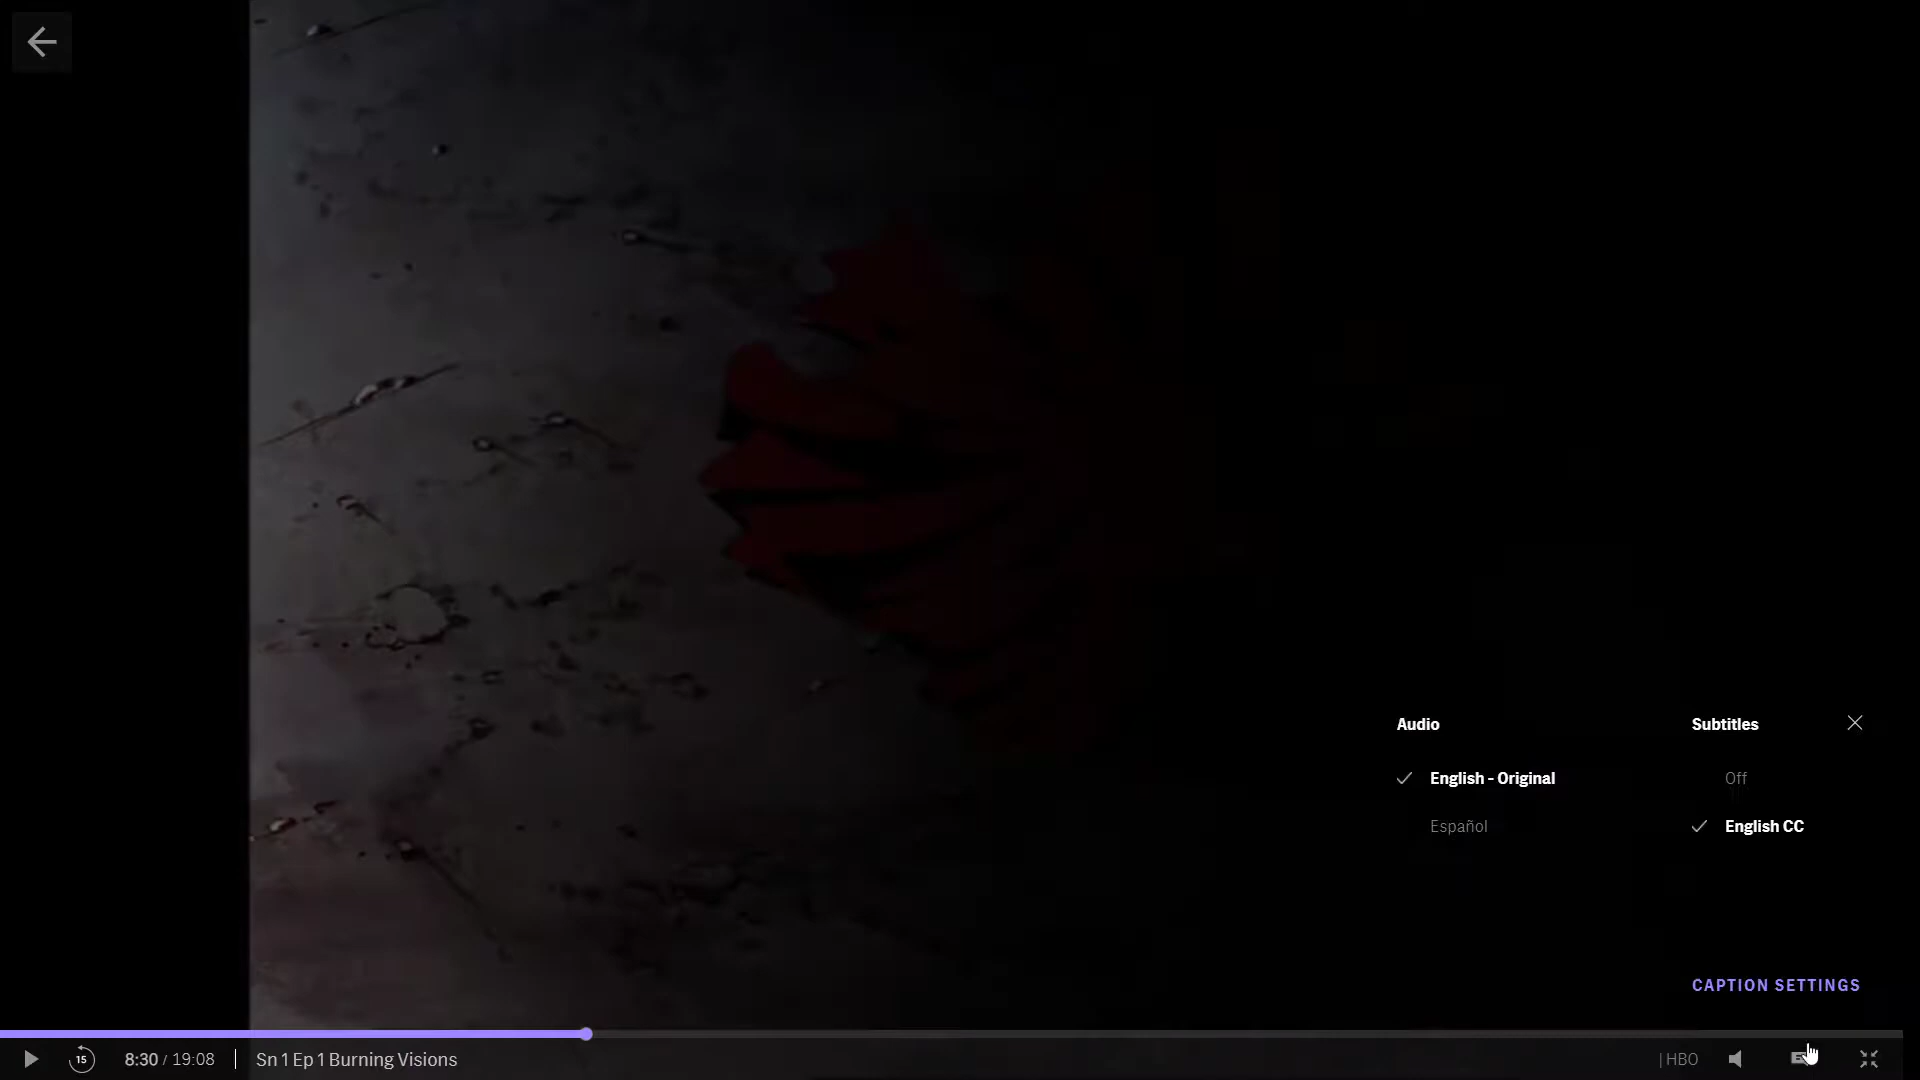 Audio
Subtitles
English - Original
Off
Español
English CC
CAPTION SETTINGS
15
8:30 / 19:08
Sn 1 Ep 1 Burning Visions
| HBO